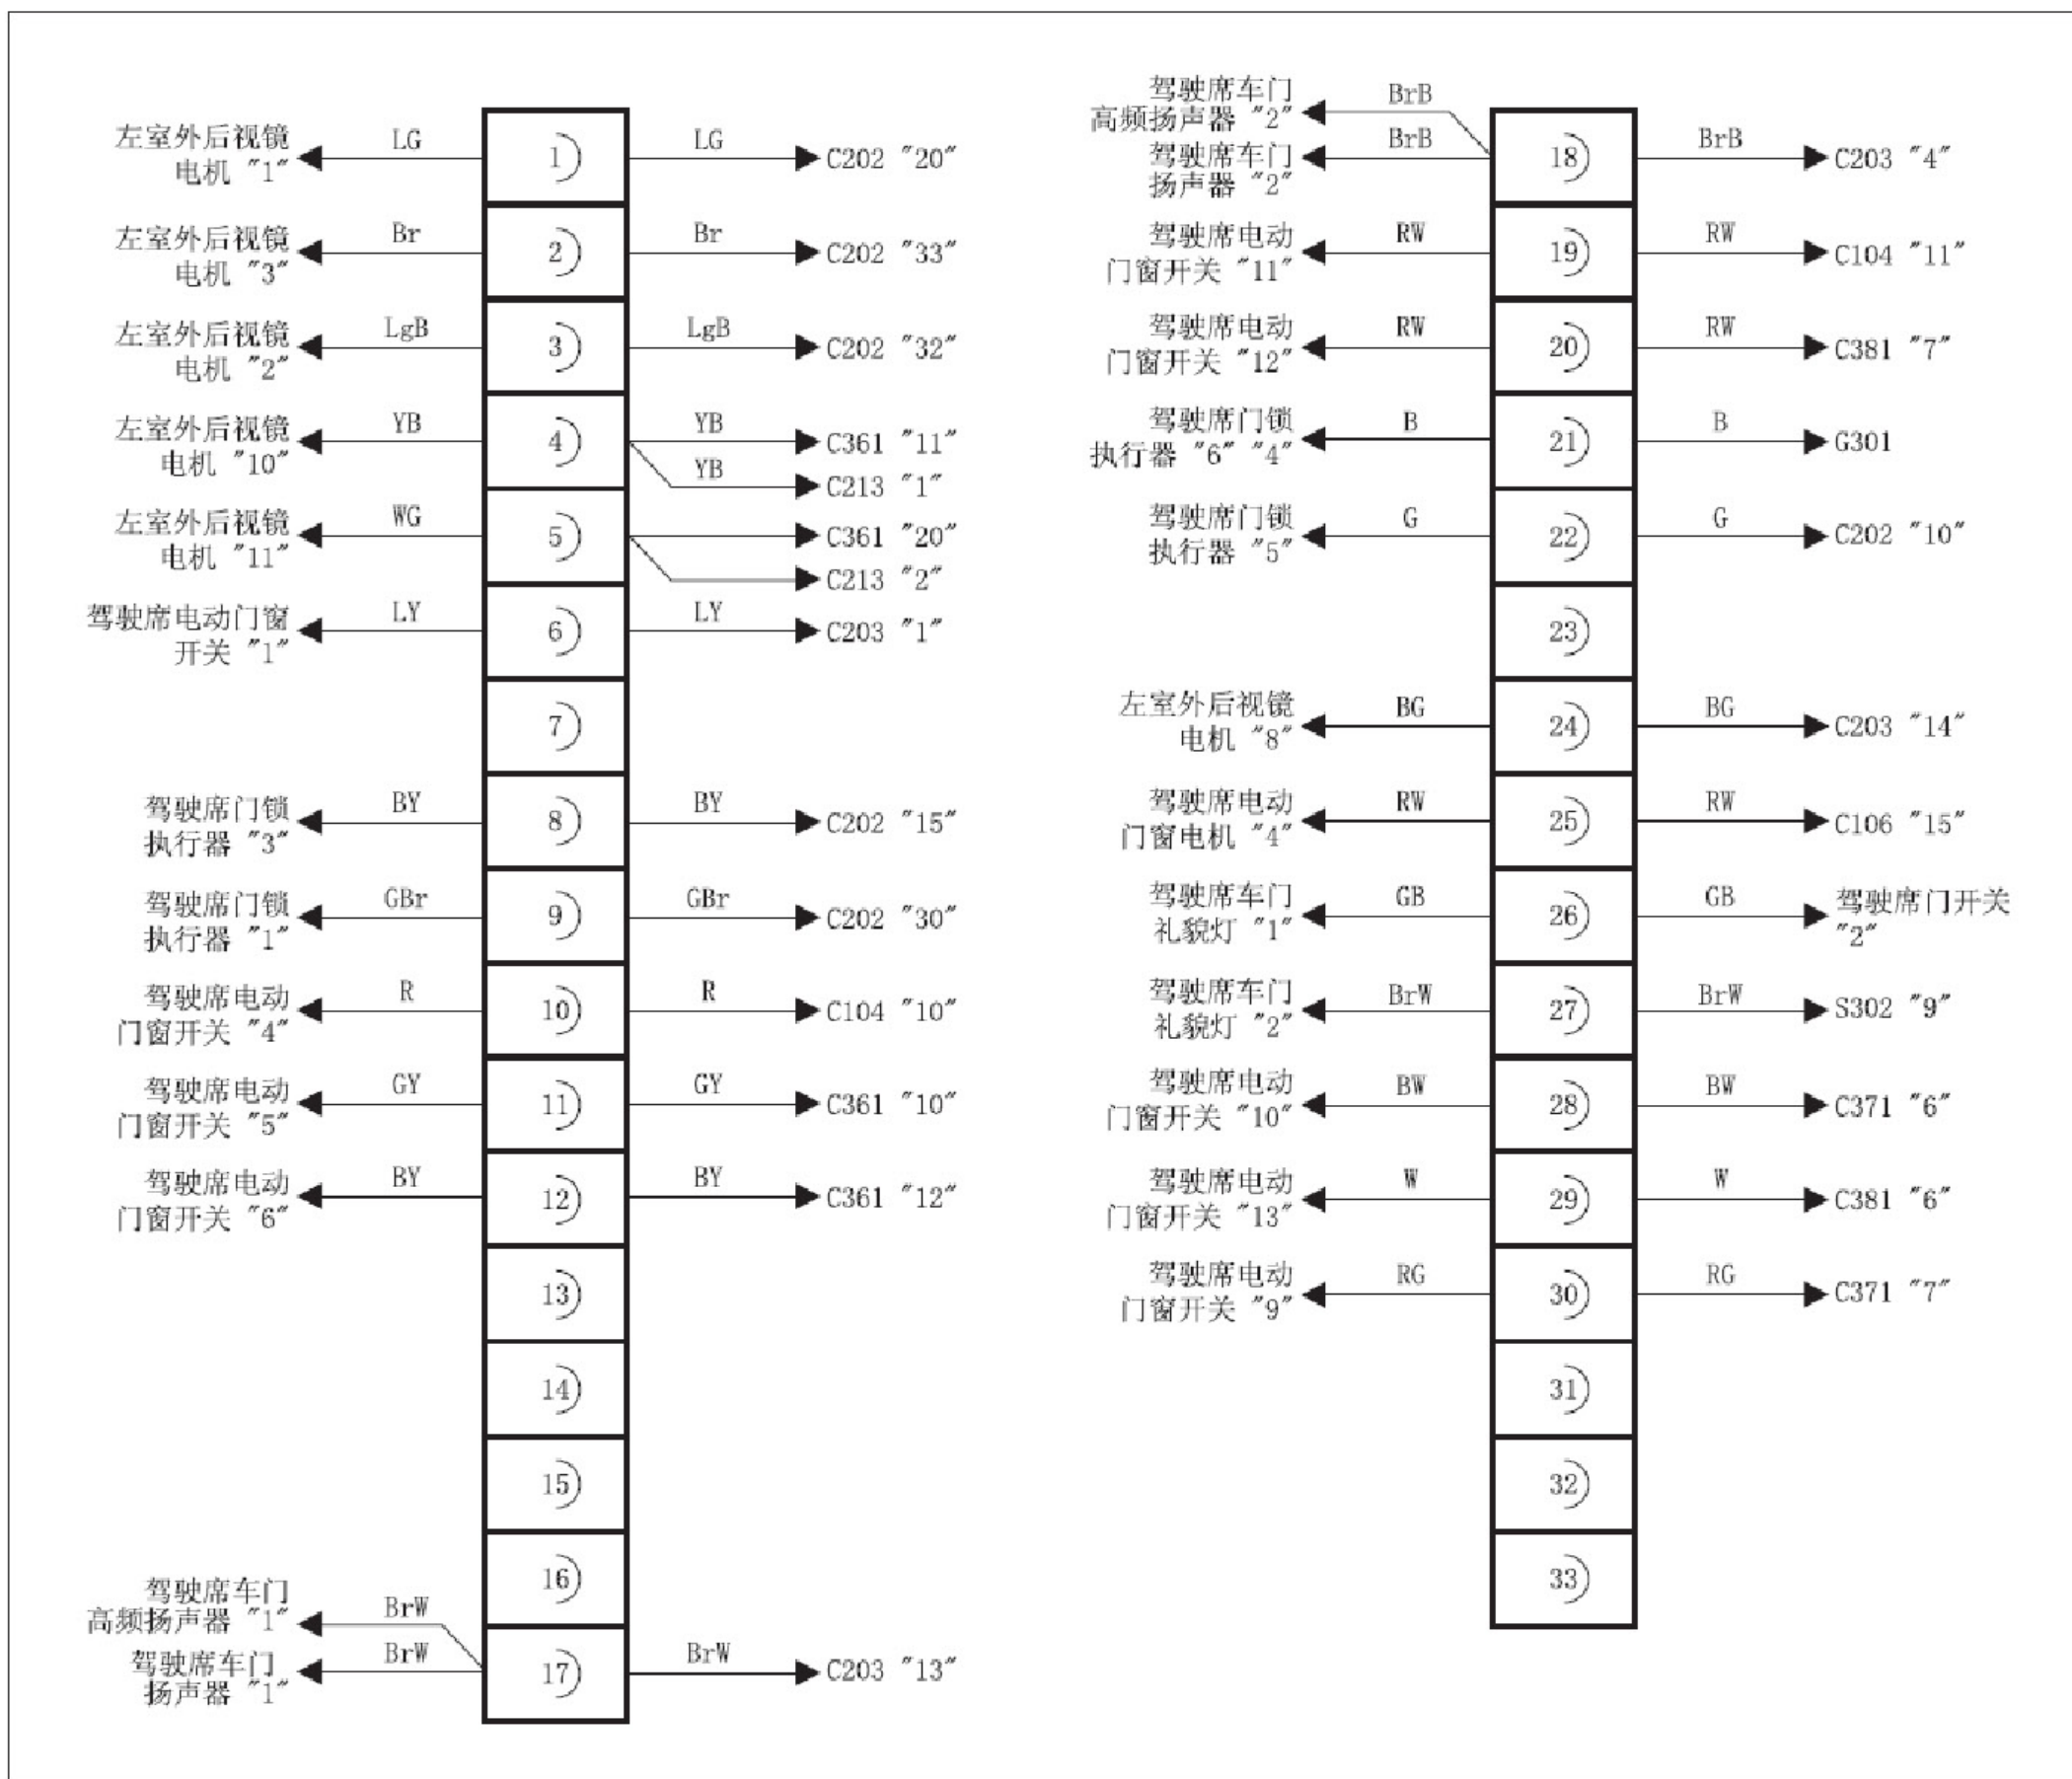 左室外后视镜
电机 "1"
LG
1
LG
C202 "20"
左室外后视镜
电机 "3"
Br
2
Br
C202 "33"
左室外后视镜
电机 "2"
LgB
3
LgB
C202 "32"
左室外后视镜
电机 "10"
YB
4
YB
C361 "11"
YB
C213 "1"
左室外后视镜
电机 "11"
WG
5
C361 "20"
C213 "2"
驾驶席电动门窗
开关 "1"
LY
6
LY
C203 "1"
7
驾驶席门锁
执行器 "3"
BY
8
BY
C202 "15"
驾驶席门锁
执行器 "1"
GBr
9
GBr
C202 "30"
驾驶席电动
门窗开关 "4"
R
10
R
C104 "10"
驾驶席电动
门窗开关 "5"
GY
11
GY
C361 "10"
驾驶席电动
门窗开关 "6"
BY
12
BY
C361 "12"
13
14
15
16
驾驶席车门
高频扬声器 "1"
BrW
驾驶席车门
扬声器 "1"
BrW
17
BrW
C203 "13"
驾驶席车门
高频扬声器 "2"
BrB
驾驶席车门
扬声器 "2"
BrB
18
BrB
C203 "4"
驾驶席电动
门窗开关 "11"
RW
19
RW
C104 "11"
驾驶席电动
门窗开关 "12"
RW
20
RW
C381 "7"
驾驶席门锁
执行器 "6" "4"
B
21
B
G301
驾驶席门锁
执行器 "5"
G
22
G
C202 "10"
23
左室外后视镜
电机 "8"
BG
24
BG
C203 "14"
驾驶席电动
门窗电机 "4"
RW
25
RW
C106 "15"
驾驶席车门
礼貌灯 "1"
GB
26
GB
驾驶席门开关
"2"
驾驶席车门
礼貌灯 "2"
BrW
27
BrW
S302 "9"
驾驶席电动
门窗开关 "10"
BW
28
BW
C371 "6"
驾驶席电动
门窗开关 "13"
W
29
W
C381 "6"
驾驶席电动
门窗开关 "9"
RG
30
RG
C371 "7"
31
32
33